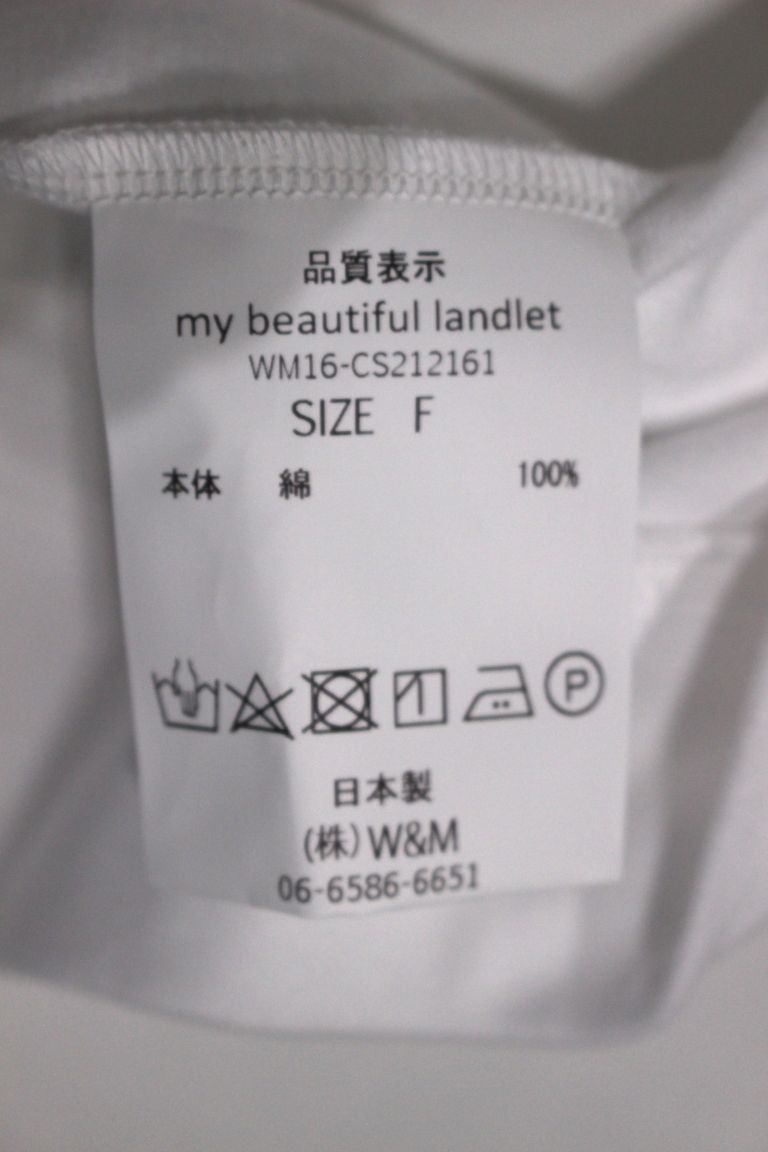 品質表示
my beautiful landlet
WM16-CS212161
SIZE F
本体 綿 100%
P
日本製
(株)W&M
06-6586-6651